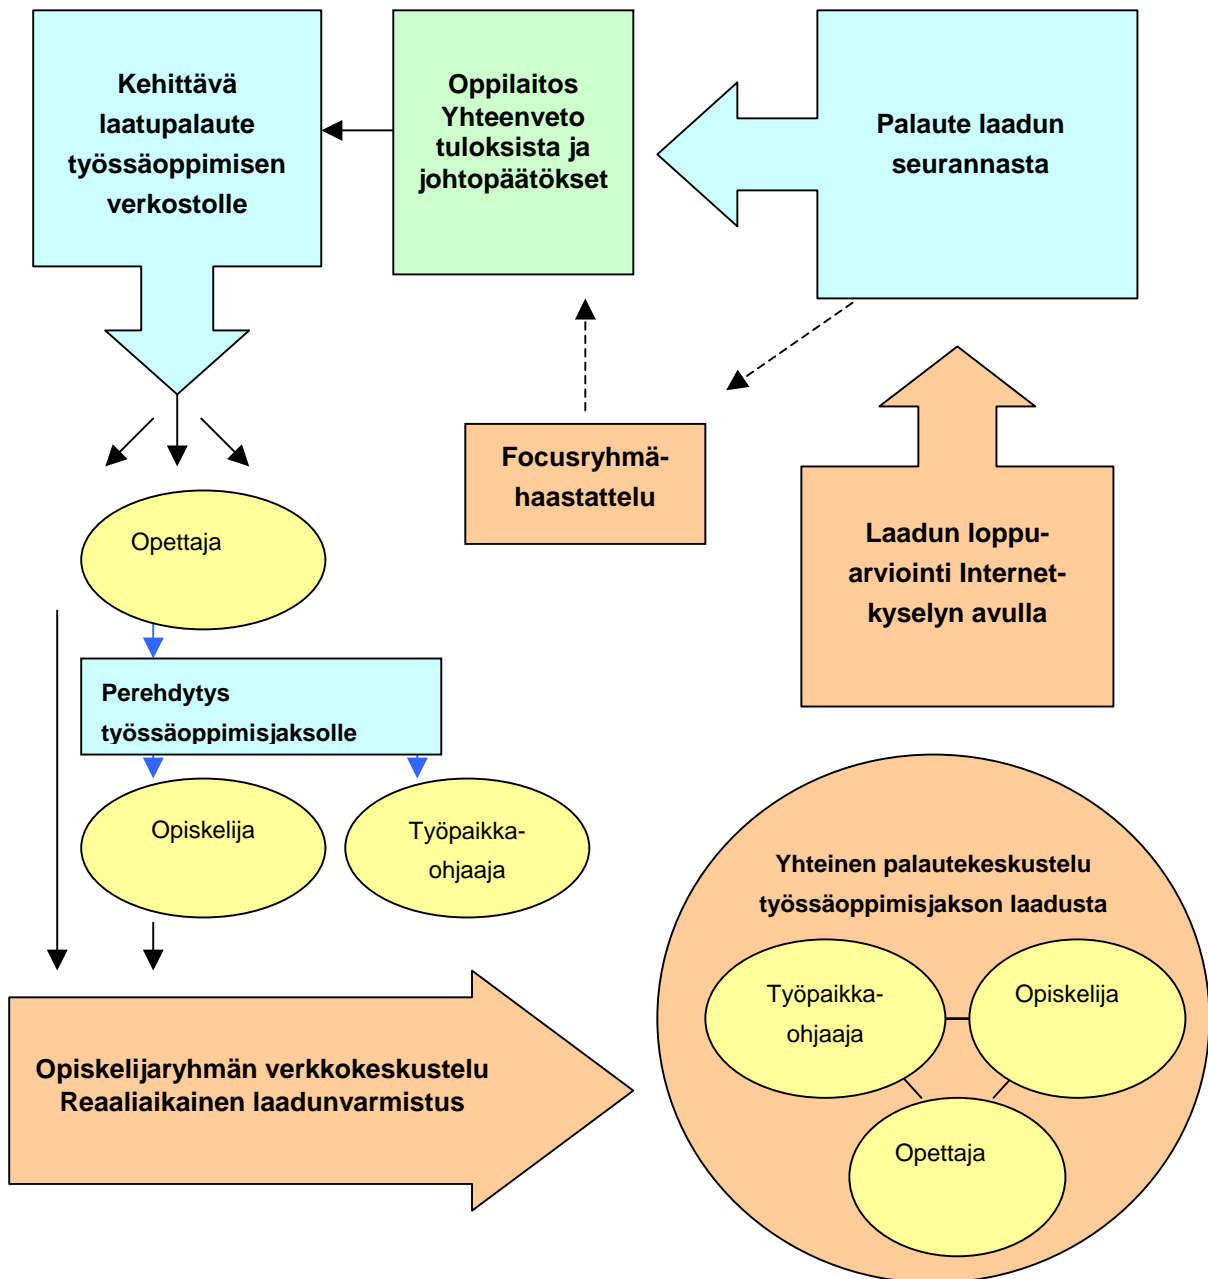 Kehittävä
laatupalaute
työssäoppimisen
verkostolle
Oppilaitos
Yhteenveto
tuloksista ja
johtopäätökset
Palaute laadun
seurannasta
Focusryhmä-
haastattelu
Laadun loppu-
arviointi Internet-
kyselyn avulla
Opettaja
Perehdytys
työssäoppimisjaksolle
Opiskelija
Työpaikka-
ohjaaja
Opiskelijaryhmän verkkokeskustelu
Reaaliaikainen laadunvarmistus
Yhteinen palautekeskustelu
työssäoppimisjakson laadusta
Työpaikka-
ohjaaja
Opiskelija
Opettaja